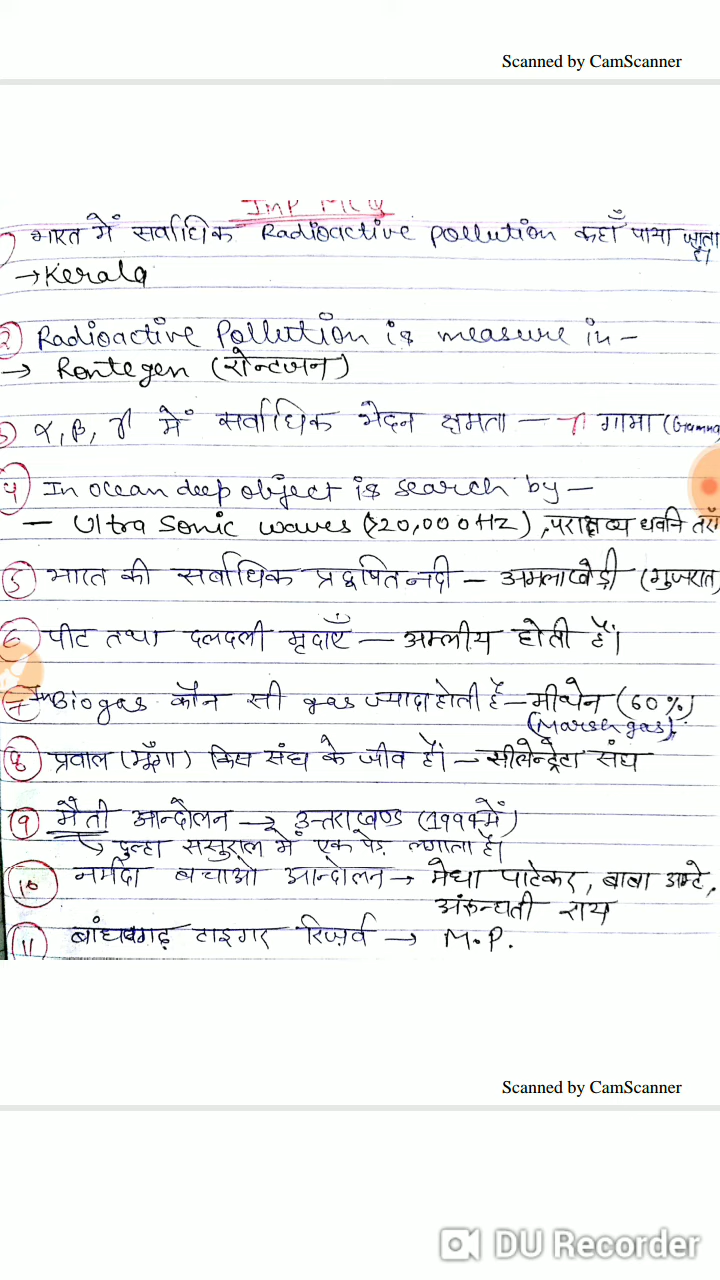 Scanned by CamScanner
IMP MCQ
भारत में सर्वाधिक Radioactive pollution कहाँ पाया जाता है।
→ Kerala
2 Radioactive Pollution is measure in –
→ Rontegen (रोन्टजन)
3 α, β, γ में सर्वाधिक भेदन क्षमता – γ गामा (Gamma
4 In ocean deep object is search by –
– Ultra Sonic waves (>20,000Hz), पराश्रव्य ध्वनि तरं
5 भारत की सर्वाधिक प्रदूषित नदी – अमलाखेड़ी (गुजरात)
6 पीट तथा दलदली मृदाएँ – अम्लीय होती हैं।
7 In Biogas कौन सी gas ज्यादा होती हैं – मीथेन (60%)
(Marsh gas)
8 प्रवाल (मूँगा) किस संघ के जीव हैं। – सीलेन्ट्रेटा संघ
9 मैती आन्दोलन → उत्तराखण्ड (1994 में)
↳ दुल्हा ससुराल में एक पेड़ लगाता है।
10 नर्मदा बचाओ आन्दोलन → मेधा पाटेकर, बाबा आम्टे,
अरुन्धती राय
11 बांधवगढ़ टाइगर रिजर्व → M.P.
Scanned by CamScanner
DU Recorder